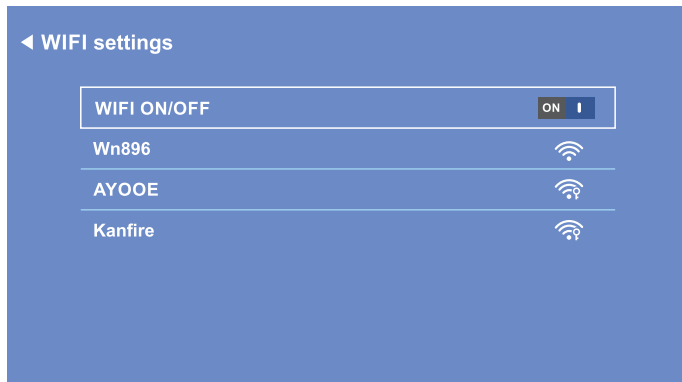 WIFI settings
WIFI ON/OFF ON
Wn896
AYOOE
Kanfire